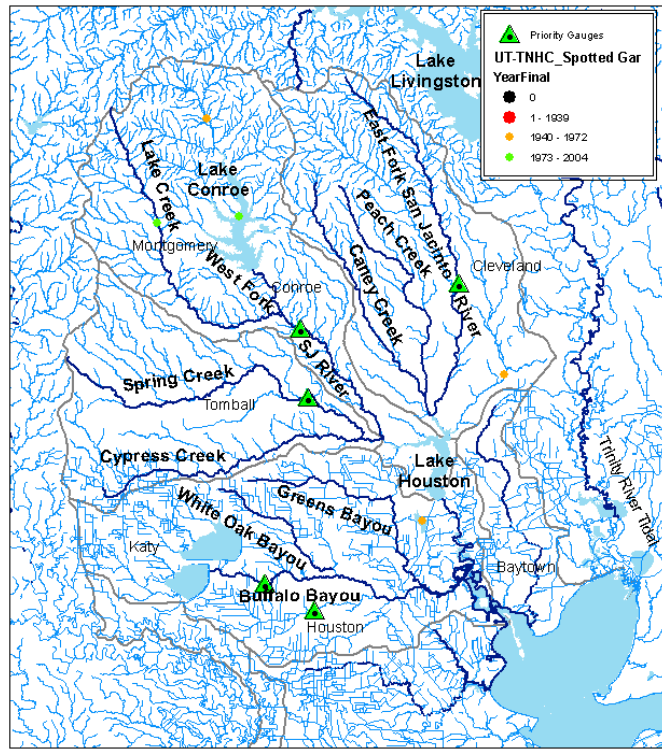 Priority Gauges
UT-TNHC_Spotted Gar
YearFinal
0
1 - 1939
1940 - 1972
1973 - 2004
Lake
Livingston
East Fork San Jacinto River
Peach Creek
Caney Creek
Cleveland
Lake Creek
Lake
Conroe
Montgomery
West Fork
Conroe
SJ River
Spring Creek
Tomball
Cypress Creek
Lake
Houston
Greens Bayou
White Oak Bayou
Katy
Buffalo Bayou
Houston
Baytown
Trinity River Tidal